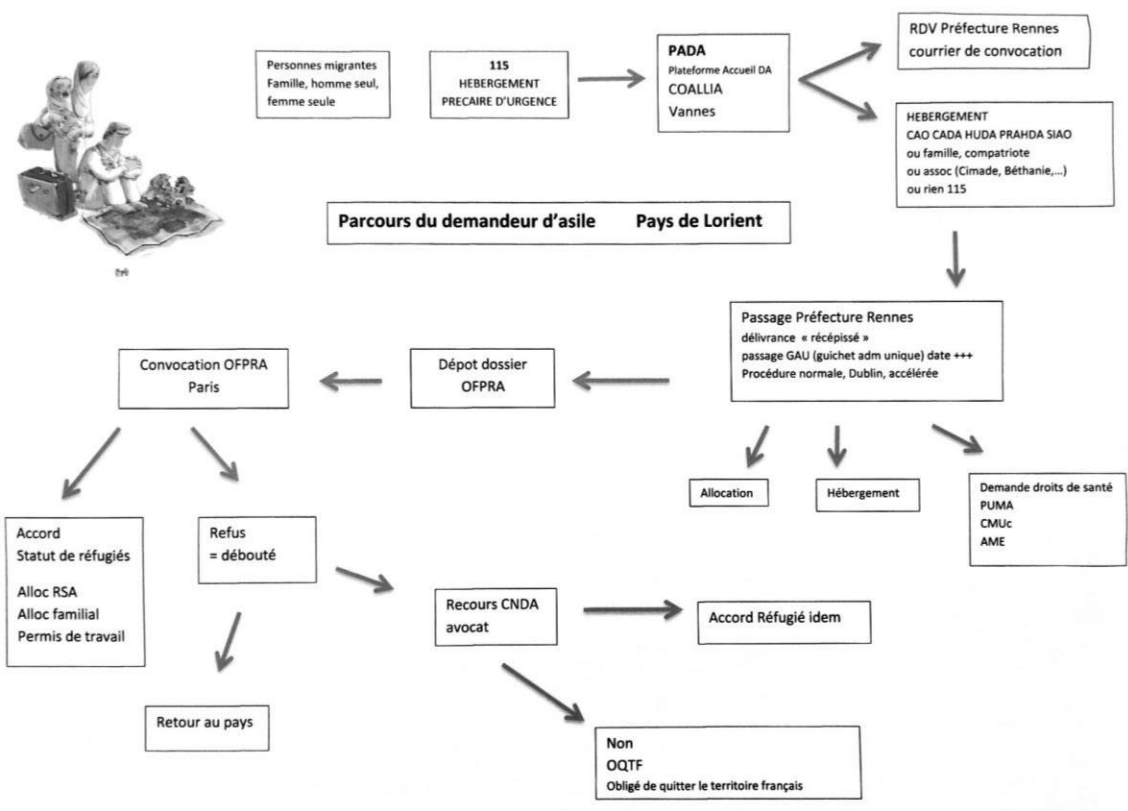 Personnes migrantes
Famille, homme seul,
femme seule
115
HEBERGEMENT
PRECAIRE D'URGENCE
PADA
Plateforme Accueil DA
COALLIA
Vannes
RDV Préfecture Rennes
courrier de convocation
HEBERGEMENT
CAO CADA HUDA PRAHDA SIAO
ou famille, compatriote
ou assoc (Cimade, Béthanie,...)
ou rien 115
Parcours du demandeur d'asile Pays de Lorient
Passage Préfecture Rennes
délivrance « récépissé »
passage GAU (guichet adm unique) date +++
Procédure normale, Dublin, accélérée
Dépot dossier
OFPRA
Convocation OFPRA
Paris
Allocation
Hébergement
Demande droits de santé
PUMA
CMUc
AME
Accord
Statut de réfugiés
Alloc RSA
Alloc familial
Permis de travail
Refus
= débouté
Recours CNDA
avocat
Accord Réfugié idem
Retour au pays
Non
OQTF
Obligé de quitter le territoire français